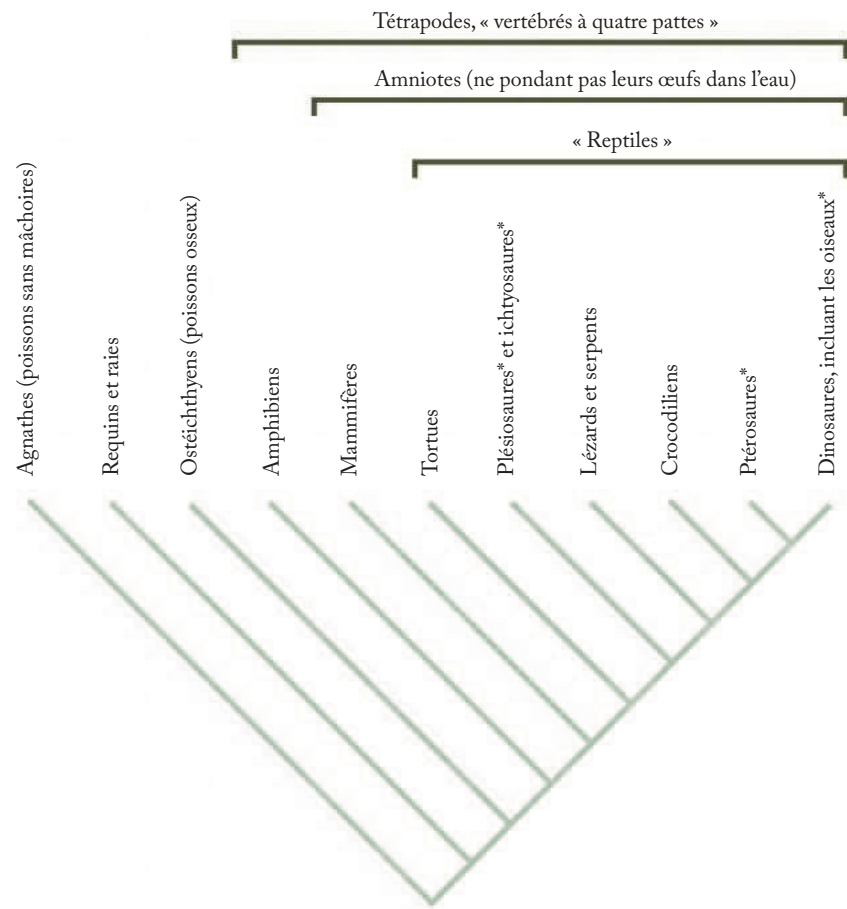 Tétrapodes, « vertébrés à quatre pattes »
Amniotes (ne pondant pas leurs œufs dans l’eau)
« Reptiles »
Agnathes (poissons sans mâchoires)
Requins et raies
Ostéichthyens (poissons osseux)
Amphibiens
Mammifères
Tortues
Plésiosaures* et ichtyosaures*
Lézards et serpents
Crocodiliens
Ptérosaures*
Dinosaures, incluant les oiseaux*